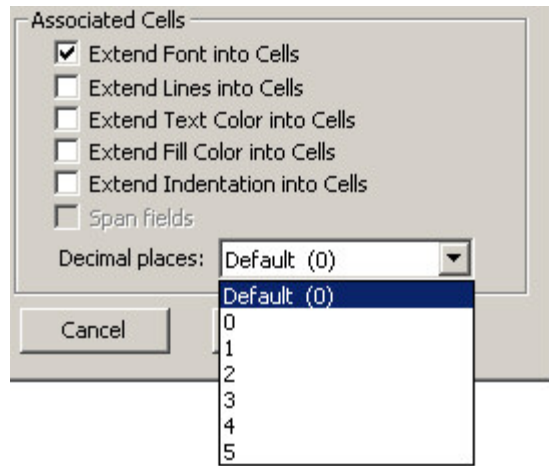 Associated Cells
Extend Font into Cells
Extend Lines into Cells
Extend Text Color into Cells
Extend Fill Color into Cells
Extend Indentation into Cells
Span fields
Decimal places: Default (0)
Default (0)
Cancel
0
1
2
3
4
5